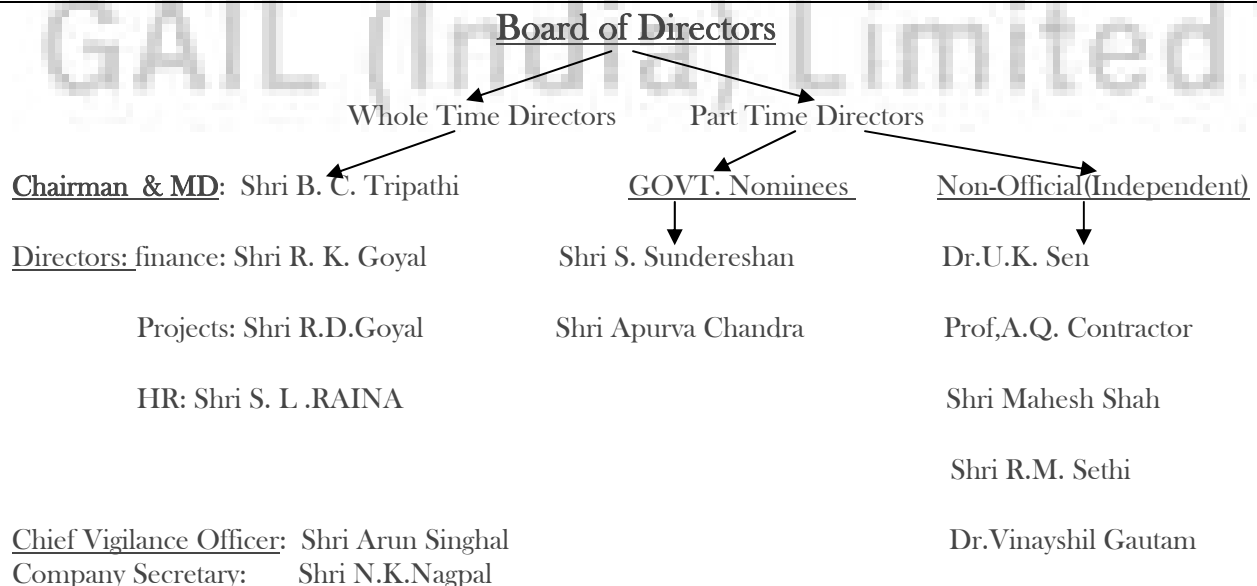 GAIL (India) Limited
Board of Directors
Whole Time Directors Part Time Directors
Chairman & MD: Shri B. C. Tripathi GOVT. Nominees Non-Official(Independent)
Directors: finance: Shri R. K. Goyal Shri S. Sundereshan Dr.U.K. Sen
Projects: Shri R.D.Goyal Shri Apurva Chandra Prof,A.Q. Contractor
HR: Shri S. L .RAINA Shri Mahesh Shah
Shri R.M. Sethi
Chief Vigilance Officer: Shri Arun Singhal Dr.Vinayshil Gautam
Company Secretary: Shri N.K.Nagpal